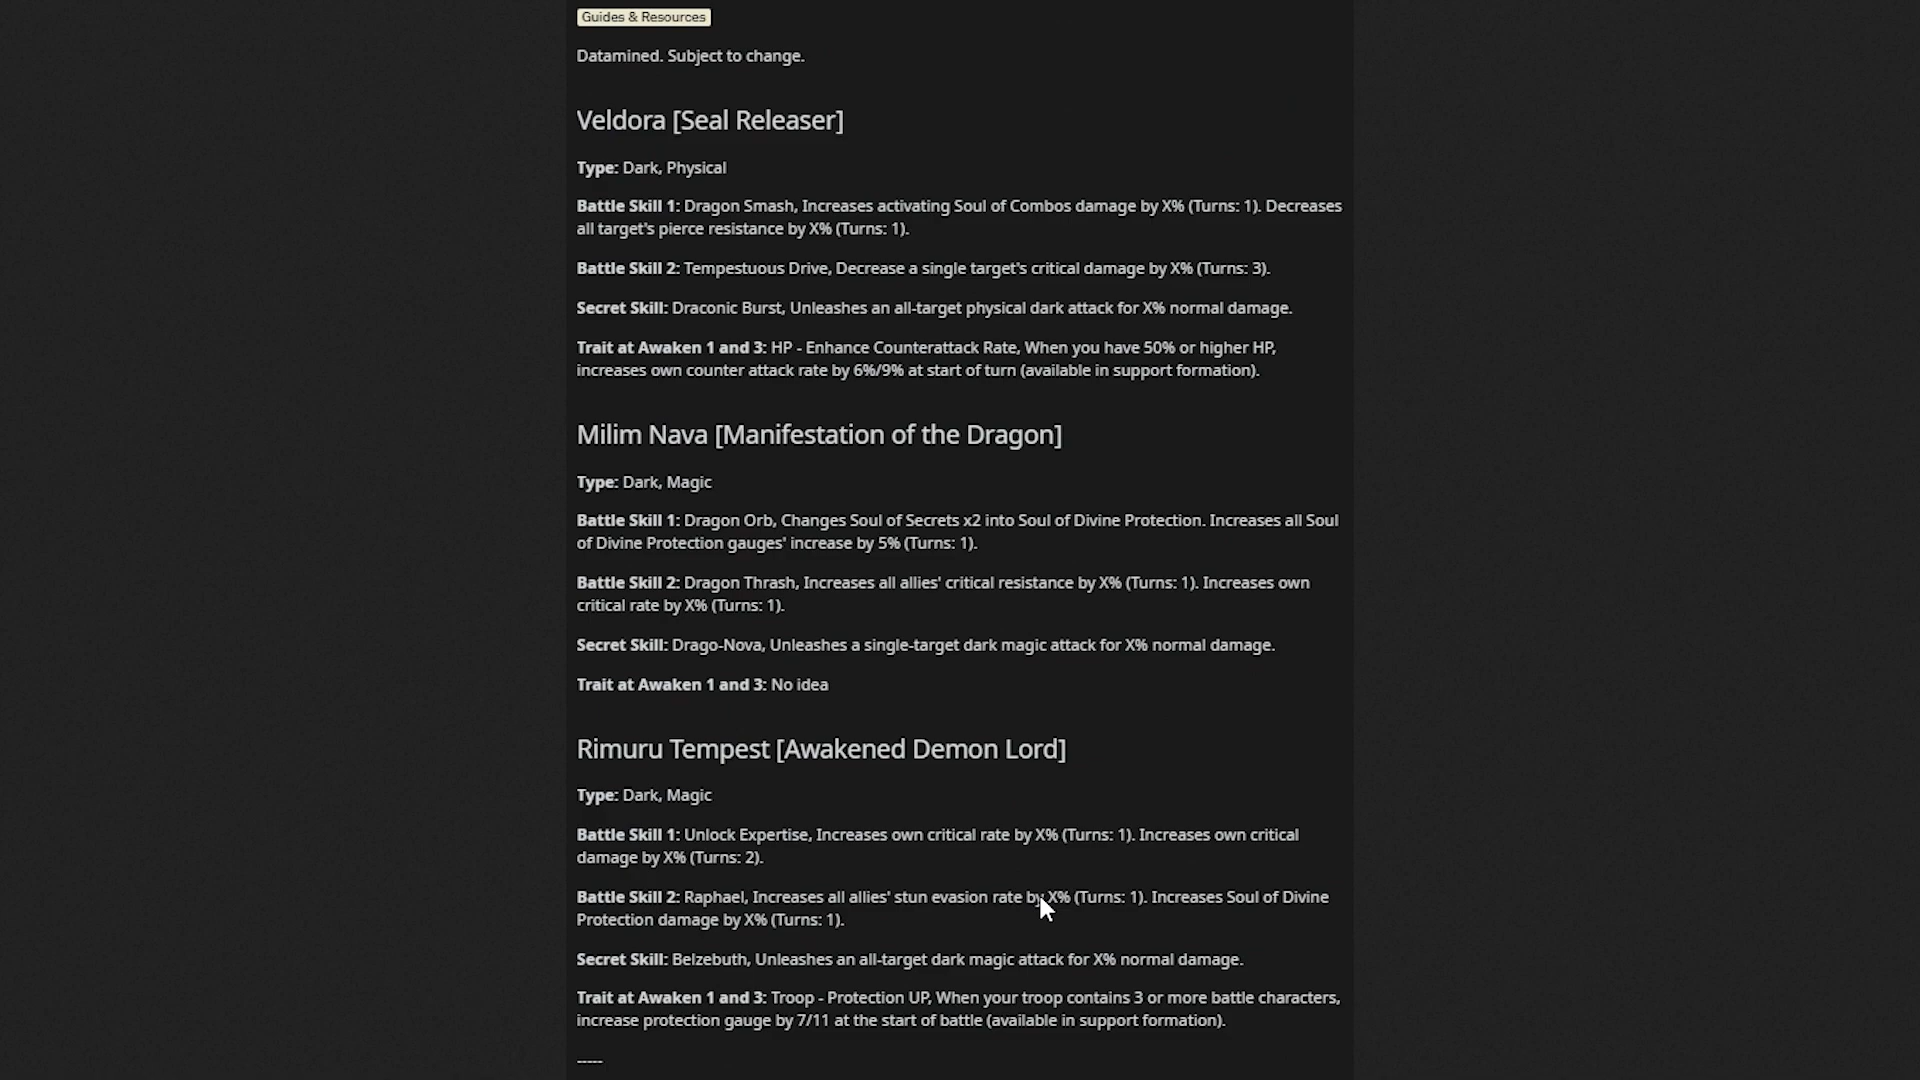 Guides & Resources
Datamined. Subject to change.
Veldora [Seal Releaser]
Type: Dark, Physical
Battle Skill 1: Dragon Smash, Increases activating Soul of Combos damage by X% (Turns: 1). Decreases
all target's pierce resistance by X% (Turns: 1).
Battle Skill 2: Tempestuous Drive, Decrease a single target's critical damage by X% (Turns: 3).
Secret Skill: Draconic Burst, Unleashes an all-target physical dark attack for X% normal damage.
Trait at Awaken 1 and 3: HP - Enhance Counterattack Rate, When you have 50% or higher HP,
increases own counter attack rate by 6%/9% at start of turn (available in support formation).
Milim Nava [Manifestation of the Dragon]
Type: Dark, Magic
Battle Skill 1: Dragon Orb, Changes Soul of Secrets x2 into Soul of Divine Protection. Increases all Soul
of Divine Protection gauges' increase by 5% (Turns: 1).
Battle Skill 2: Dragon Thrash, Increases all allies' critical resistance by X% (Turns: 1). Increases own
critical rate by X% (Turns: 1).
Secret Skill: Drago-Nova, Unleashes a single-target dark magic attack for X% normal damage.
Trait at Awaken 1 and 3: No idea
Rimuru Tempest [Awakened Demon Lord]
Type: Dark, Magic
Battle Skill 1: Unlock Expertise, Increases own critical rate by X% (Turns: 1). Increases own critical
damage by X% (Turns: 2).
Battle Skill 2: Raphael, Increases all allies' stun evasion rate by X% (Turns: 1). Increases Soul of Divine
Protection damage by X% (Turns: 1).
Secret Skill: Belzebuth, Unleashes an all-target dark magic attack for X% normal damage.
Trait at Awaken 1 and 3: Troop - Protection UP, When your troop contains 3 or more battle characters,
increase protection gauge by 7/11 at the start of battle (available in support formation).
-----